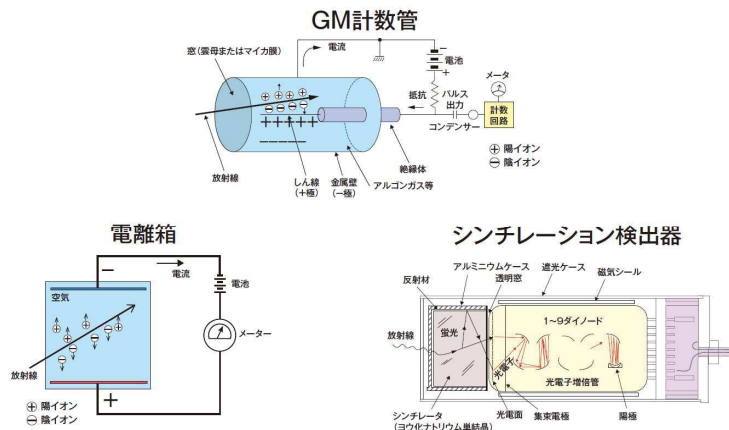 GM計数管
窓(雲母またはマイカ膜)
電流
電池
メータ
抵抗
パルス
出力
コンデンサー
計数
回路
放射線
しん線
(+極)
金属壁
(ー極)
アルゴンガス等
絶縁体
⊕ 陽イオン
⊖ 陰イオン
電離箱
−
電流
空気
電池
メーター
放射線
+
⊕ 陽イオン
⊖ 陰イオン
シンチレーション検出器
アルミニウムケース
遮光ケース
反射材
透明窓
磁気シール
1~9ダイノード
放射線
蛍光
光電子
光電子増倍管
シンチレータ
(ヨウ化ナトリウム単結晶)
光電面
集束電極
陽極